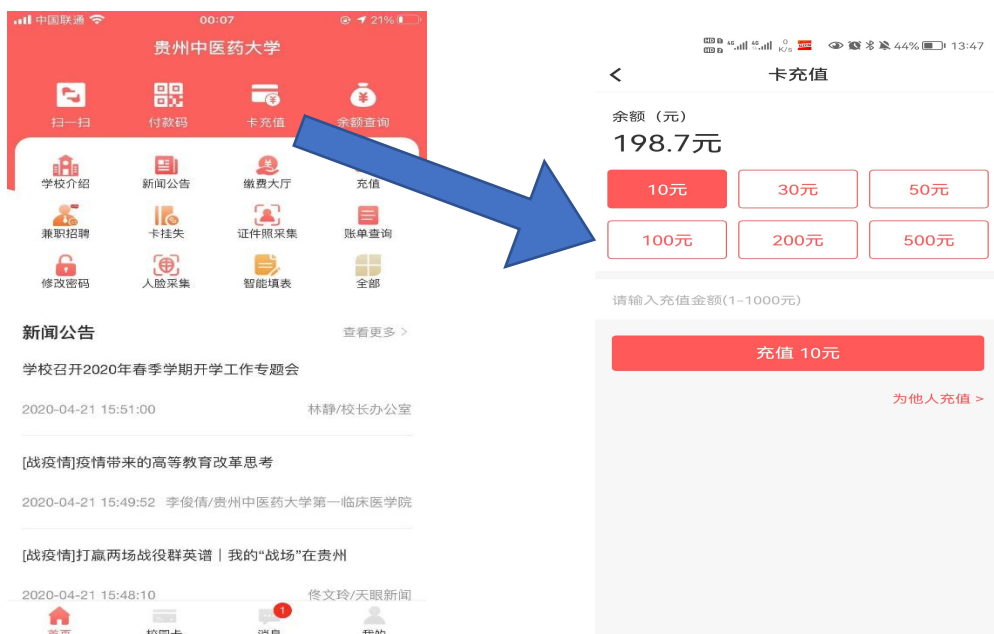 中国联通 00:07 21%
贵州中医药大学
扫一扫 付款码 卡充值 余额查询
学校介绍 新闻公告 缴费大厅 充值
兼职招聘 卡挂失 证件照采集 账单查询
修改密码 人脸采集 智能填表 全部
新闻公告 查看更多 >
学校召开2020年春季学期开学工作专题会
2020-04-21 15:51:00 林静/校长办公室
[战疫情]疫情带来的高等教育改革思考
2020-04-21 15:49:52 李俊倩/贵州中医药大学第一临床医学院
[战疫情]打赢两场战役群英谱｜我的“战场”在贵州
2020-04-21 15:48:10 佟文玲/天眼新闻
1
首页 校园卡 消息 我的
44% 13:47
< 卡充值
余额（元）
198.7元
10元 30元 50元
100元 200元 500元
请输入充值金额(1-1000元)
充值 10元
为他人充值 >